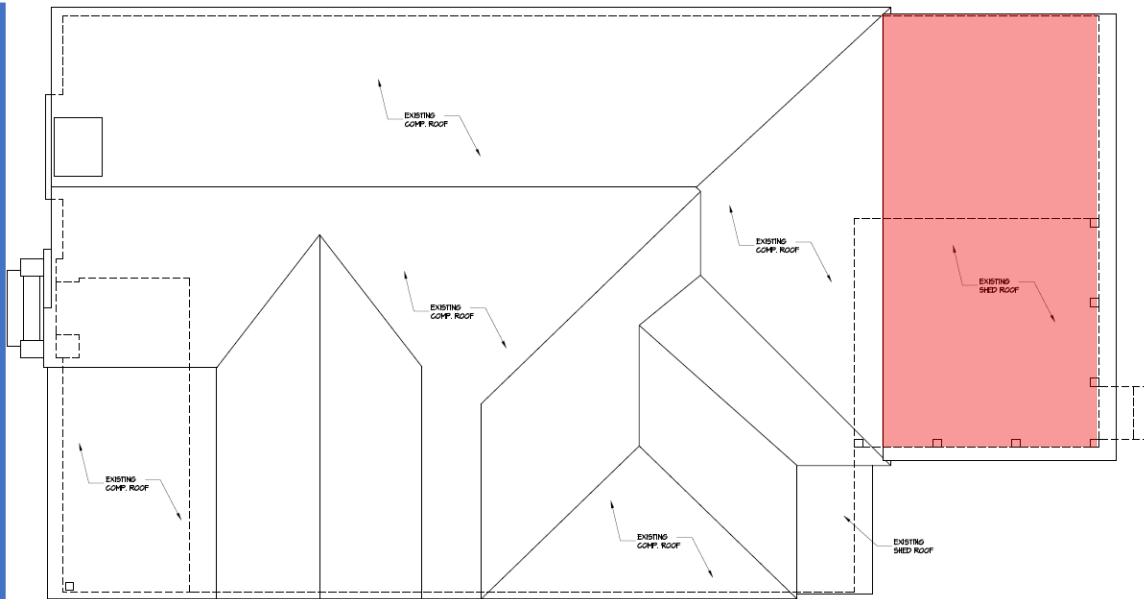 EXISTING
COMP. ROOF
EXISTING
COMP. ROOF
EXISTING
SHED ROOF
EXISTING
COMP. ROOF
EXISTING
COMP. ROOF
EXISTING
COMP. ROOF
EXISTING
SHED ROOF